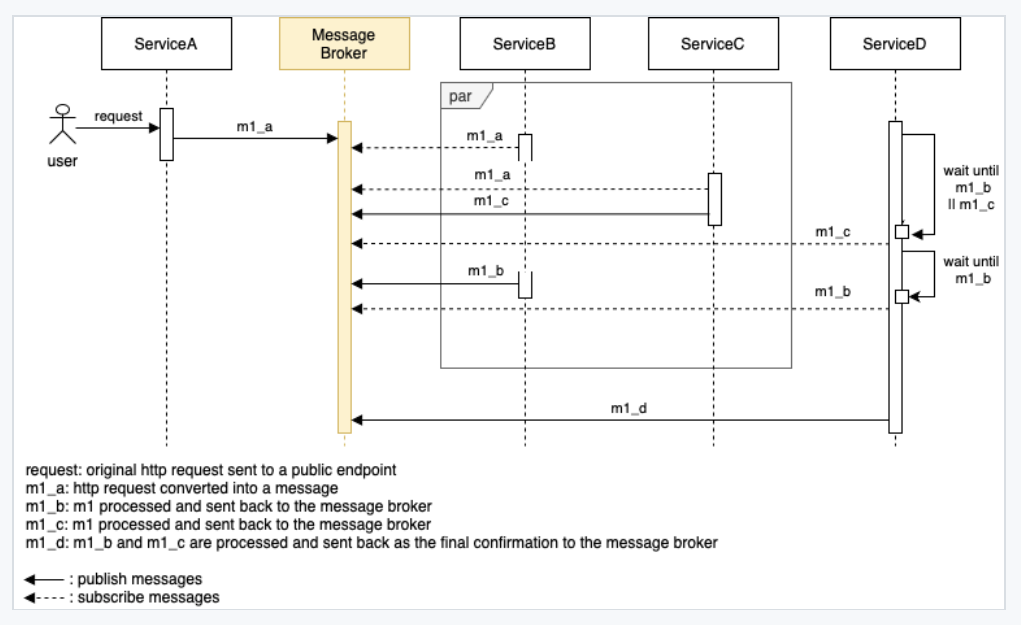 ServiceA
Message
Broker
ServiceB
ServiceC
ServiceD
par
request
user
m1_a
m1_a
m1_a
m1_c
wait until
m1_b
|| m1_c
m1_c
m1_b
wait until
m1_b
m1_b
m1_d
request: original http request sent to a public endpoint
m1_a: http request converted into a message
m1_b: m1 processed and sent back to the message broker
m1_c: m1 processed and sent back to the message broker
m1_d: m1_b and m1_c are processed and sent back as the final confirmation to the message broker
: publish messages
: subscribe messages